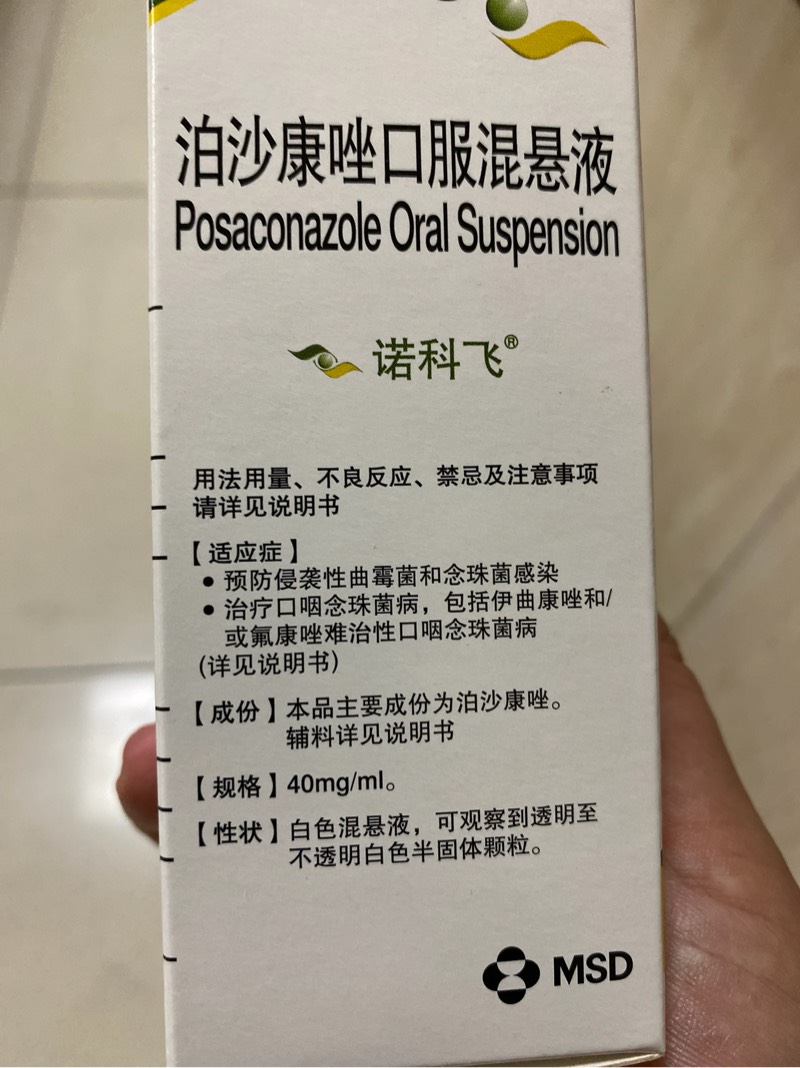 泊沙康唑口服混悬液
Posaconazole Oral Suspension
诺科飞®
用法用量、不良反应、禁忌及注意事项
请详见说明书
【适应症】
● 预防侵袭性曲霉菌和念珠菌感染
● 治疗口咽念珠菌病，包括伊曲康唑和/
或氟康唑难治性口咽念珠菌病
(详见说明书)
【成份】本品主要成份为泊沙康唑。
辅料详见说明书
【规格】40mg/ml。
【性状】白色混悬液，可观察到透明至
不透明白色半固体颗粒。
MSD